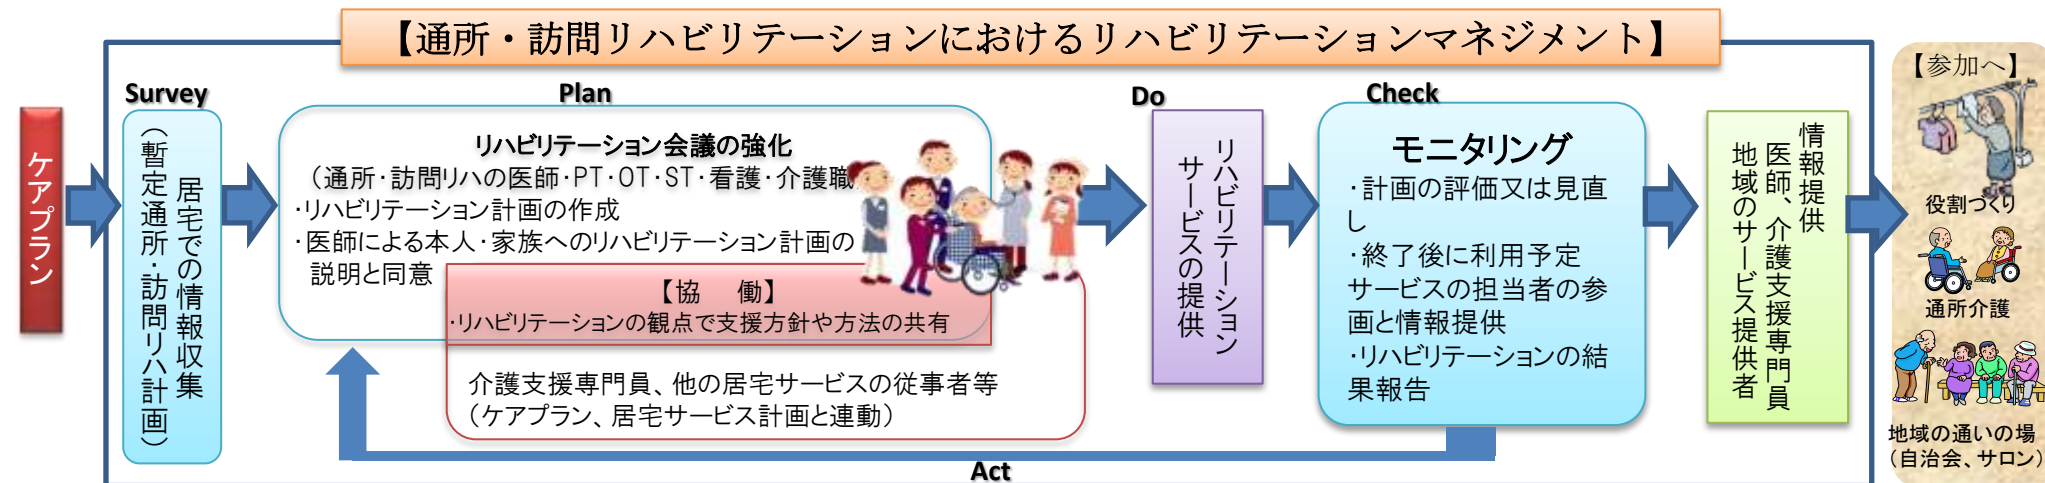 【通所・訪問リハビリテーションにおけるリハビリテーションマネジメント】
ケアプラン
Survey
居宅での情報収集
（暫定通所・訪問リハ計画）
Plan
リハビリテーション会議の強化
（通所・訪問リハの医師・PT・OT・ST・看護・介護職
・リハビリテーション計画の作成
・医師による本人・家族へのリハビリテーション計画の
説明と同意
【協　働】
・リハビリテーションの観点で支援方針や方法の共有
介護支援専門員、他の居宅サービスの従事者等
（ケアプラン、居宅サービス計画と連動）
Do
リハビリテーション
サービスの提供
Check
モニタリング
・計画の評価又は見直
し
・終了後に利用予定
サービスの担当者の参
画と情報提供
・リハビリテーションの結
果報告
Act
情報提供
医師、介護支援専門員
地域のサービス提供者
【参加へ】
役割づくり
通所介護
地域の通いの場
（自治会、サロン）